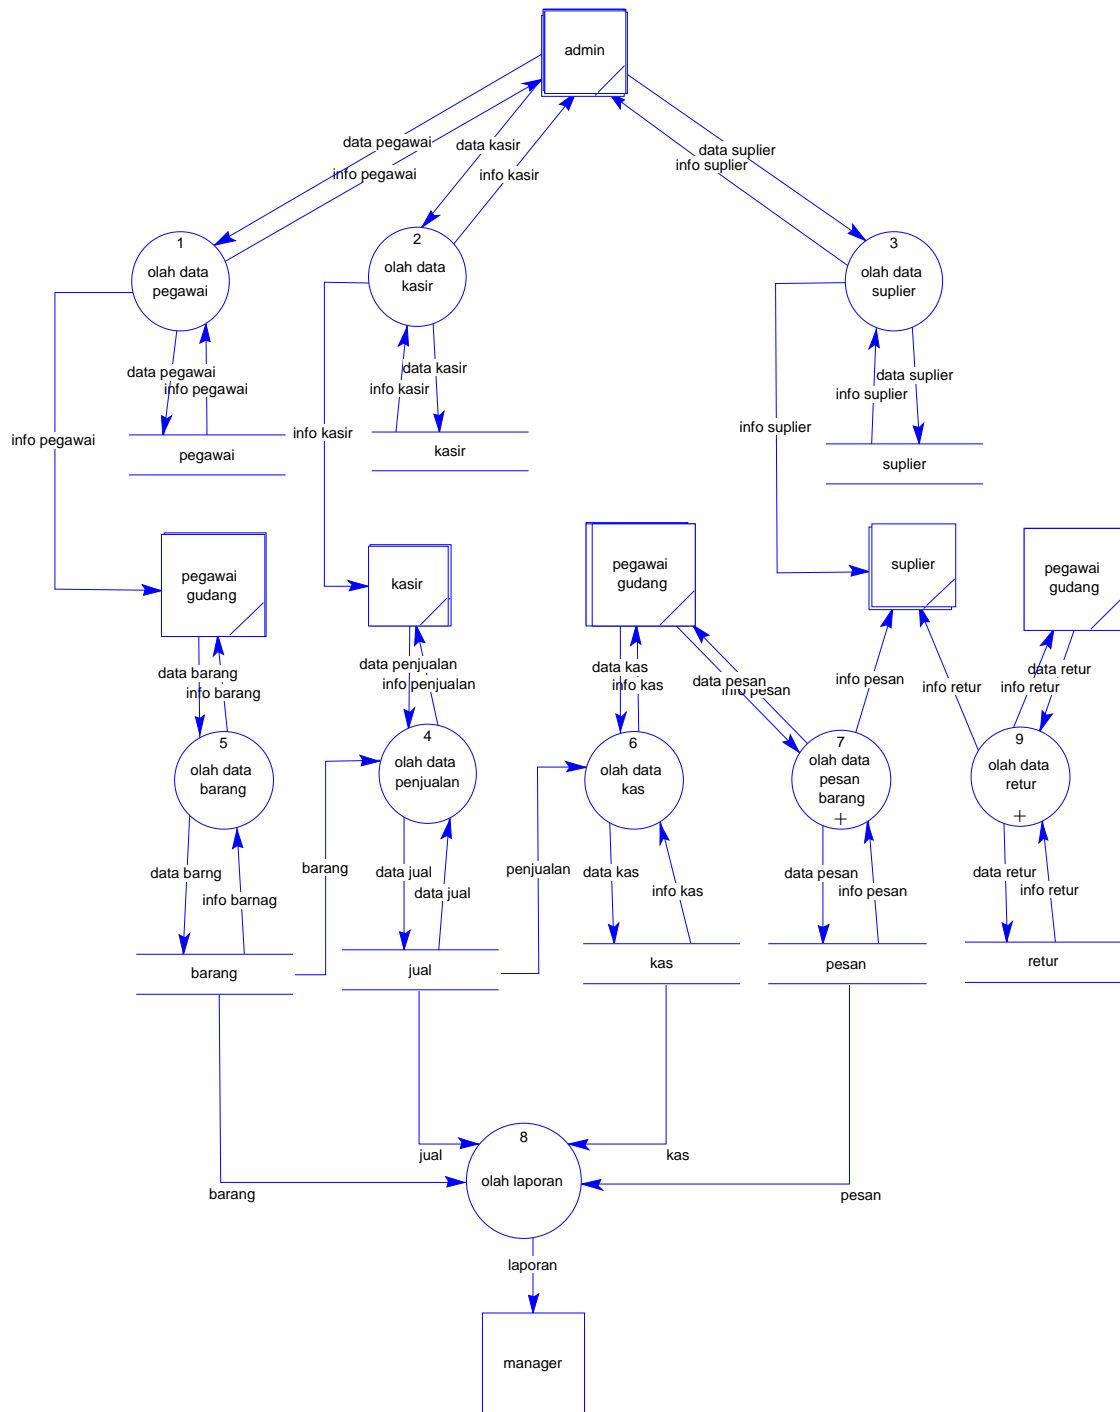 admin
data pegawai
data kasir
data suplier
info pegawai
info kasir
info suplier
1
olah data
pegawai
2
olah data
kasir
3
olah data
suplier
data pegawai
info pegawai
data kasir
info kasir
data suplier
info suplier
info pegawai
info kasir
info suplier
pegawai
kasir
suplier
pegawai
gudang
kasir
pegawai
gudang
suplier
pegawai
gudang
data barang
info barang
data penjualan
info penjualan
data kas
info kas
data pesan
info pesan
info pesan
info retur
info retur
data retur
5
olah data
barang
4
olah data
penjualan
6
olah data
kas
7
olah data
pesan
barang
+
9
olah data
retur
+
data barng
info barnag
barang
data jual
data jual
penjualan
data kas
info kas
data pesan
info pesan
data retur
info retur
barang
jual
kas
pesan
retur
8
olah laporan
jual
kas
barang
pesan
laporan
manager